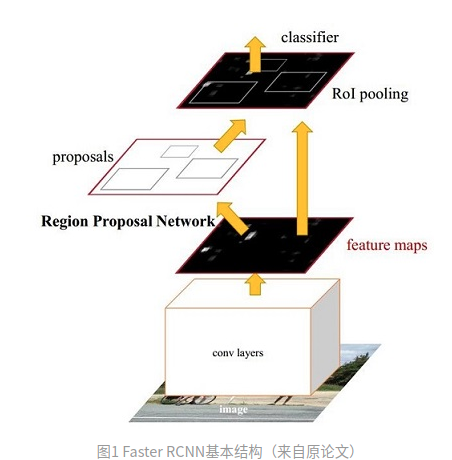 classifier
RoI pooling
proposals
Region Proposal Network
feature maps
conv layers
image
图1 Faster RCNN基本结构（来自原论文）